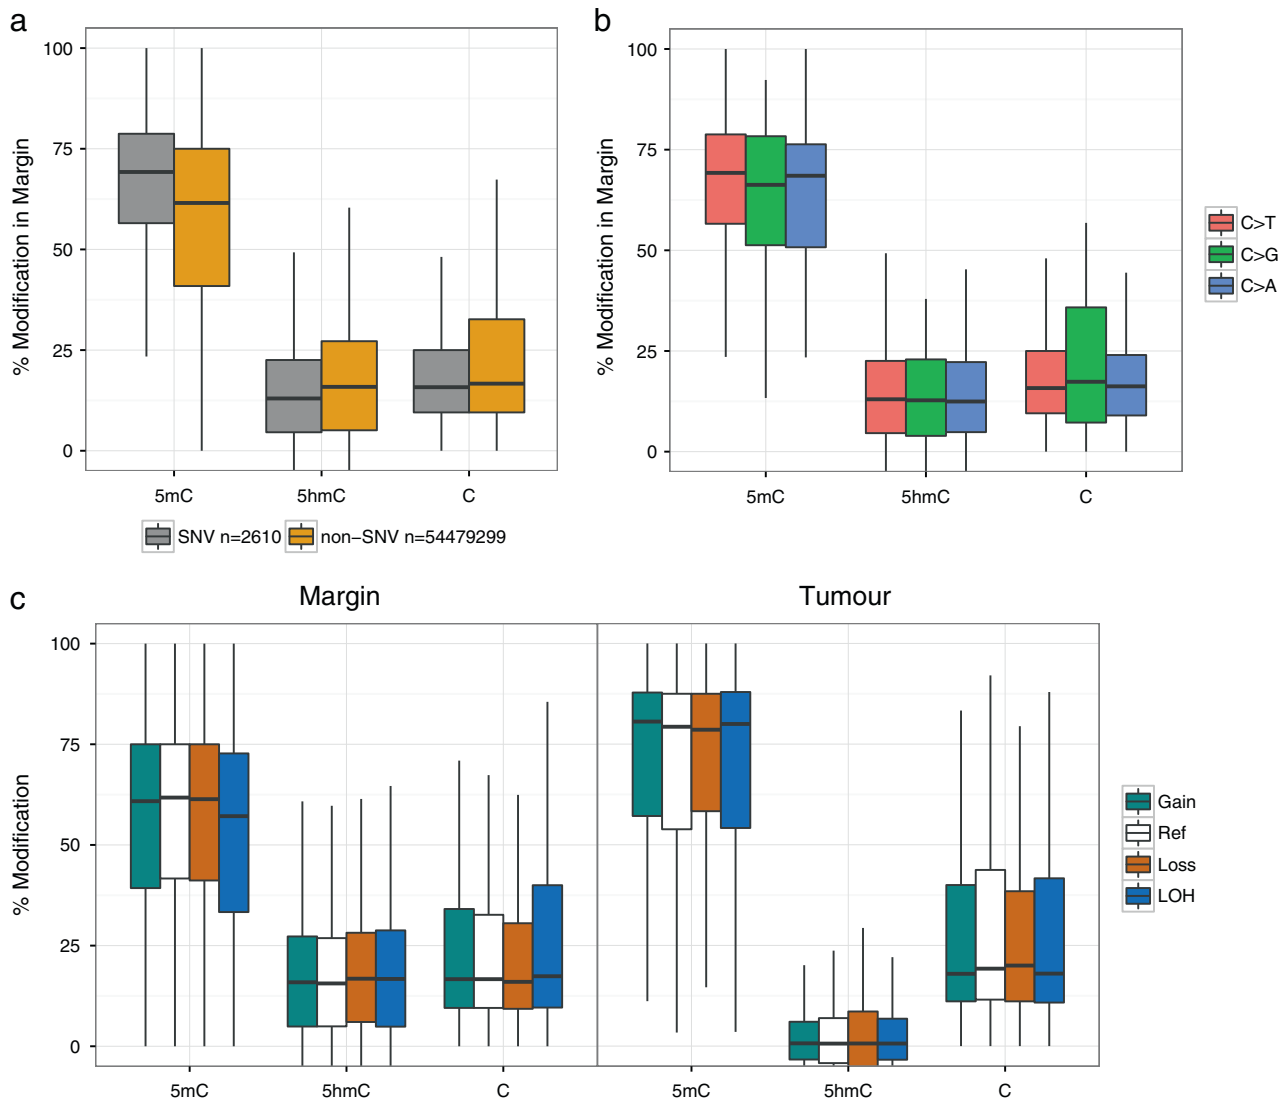 a
% Modification in Margin
100
75
50
25
0
5mC 5hmC C
SNV n=2610 non−SNV n=54479299
b
% Modification in Margin
100
75
50
25
0
5mC 5hmC C
C>T
C>G
C>A
c
Margin Tumour
% Modification
100
75
50
25
0
5mC 5hmC C 5mC 5hmC C
Gain
Ref
Loss
LOH